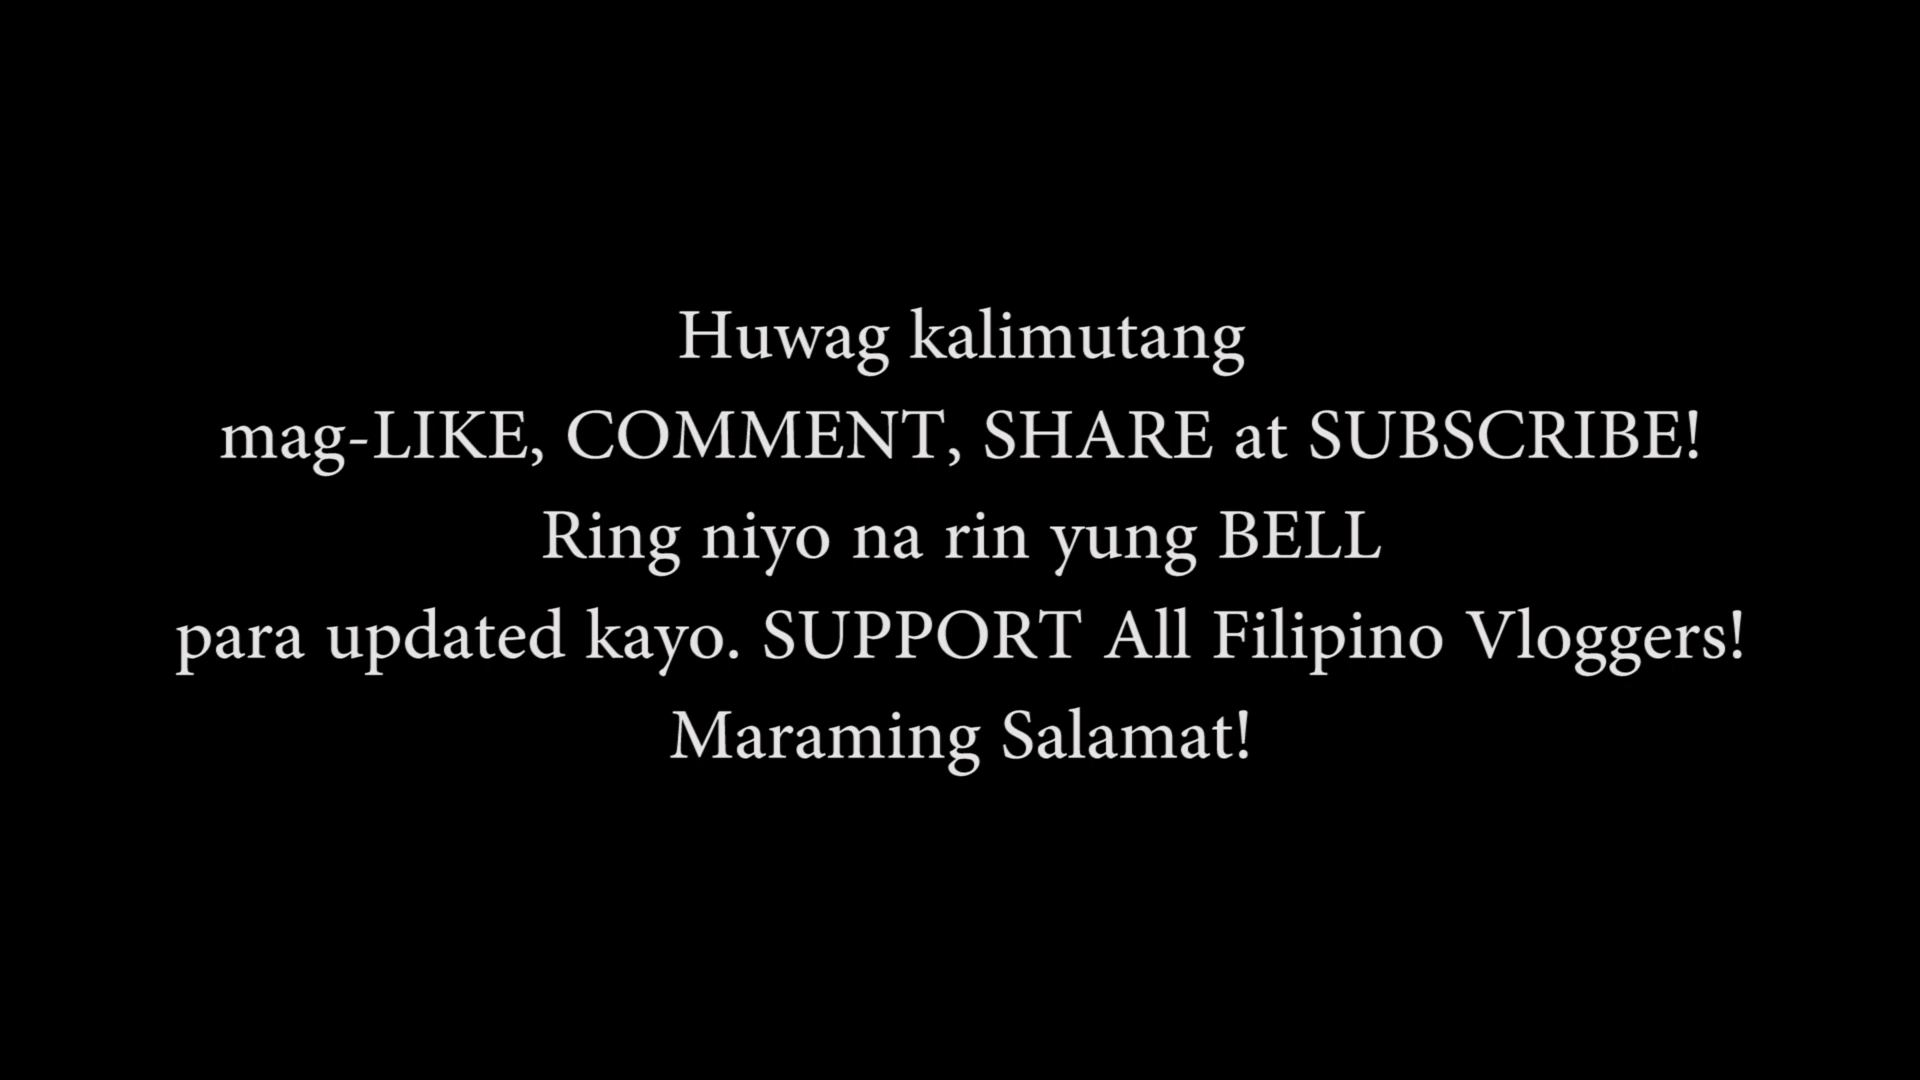 Huwag kalimutang
mag-LIKE, COMMENT, SHARE at SUBSCRIBE!
Ring niyo na rin yung BELL
para updated kayo. SUPPORT All Filipino Vloggers!
Maraming Salamat!